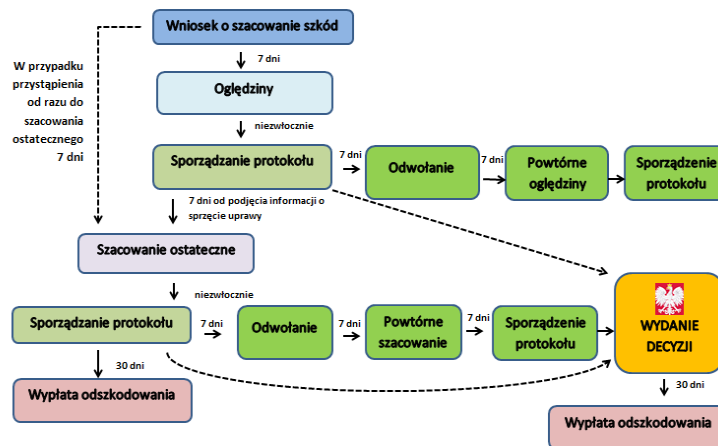 Wniosek o szacowanie szkód
W przypadku
przystąpienia
od razu do
szacowania
ostatecznego
7 dni
7 dni
Oględziny
niezwłocznie
Sporządzanie protokołu
7 dni
Odwołanie
7 dni
Powtórne
oględziny
Sporządzenie
protokołu
7 dni od podjęcia informacji o
sprzęcie uprawy
Szacowanie ostateczne
niezwłocznie
Sporządzanie protokołu
7 dni
Odwołanie
7 dni
Powtórne
szacowanie
7 dni
Sporządzenie
protokołu
WYDANIE
DECYZJI
30 dni
Wypłata odszkodowania
30 dni
Wypłata odszkodowania